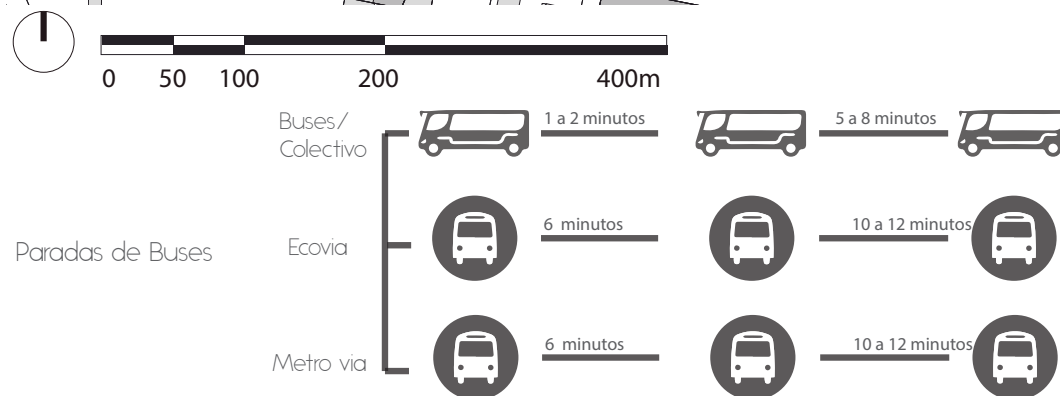 0 50 100 200 400m
Buses/
Colectivo
1 a 2 minutos
5 a 8 minutos
Paradas de Buses
Ecovia
6 minutos
10 a 12 minutos
Metro via
6 minutos
10 a 12 minutos